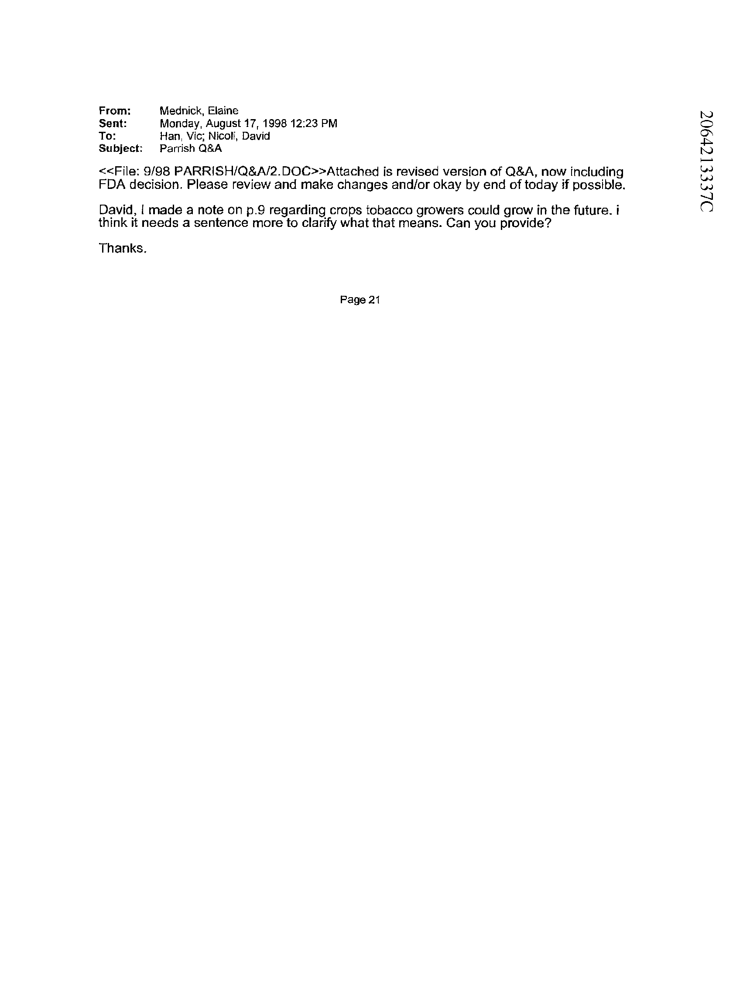 From: Mednick, Elaine
Sent: Monday, August 17, 1998 12:23 PM
To: Han, Vic; Nicoli, David
Subject: Parrish Q&A
<<File: 9/98 PARRISH/Q&A/2.DOC>>Attached is revised version of Q&A, now including
FDA decision. Please review and make changes and/or okay by end of today if possible.
David, I made a note on p.9 regarding crops tobacco growers could grow in the future. i
think it needs a sentence more to clarify what that means. Can you provide?
Thanks.
Page 21
2064213337C